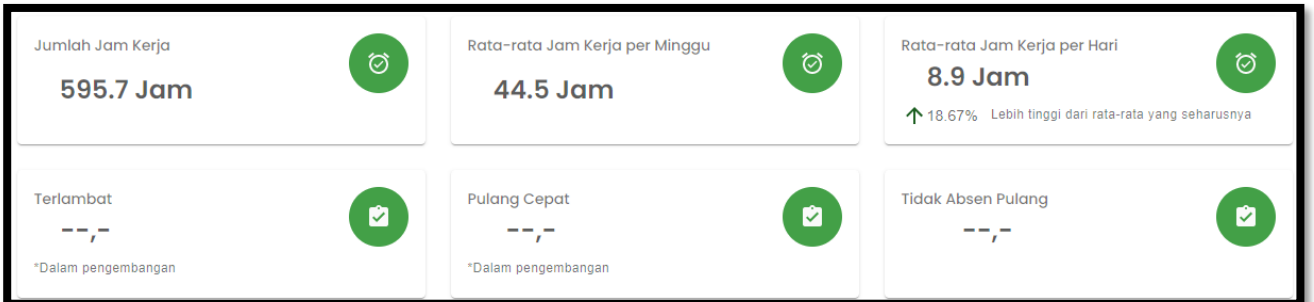 Jumlah Jam Kerja
595.7 Jam
Rata-rata Jam Kerja per Minggu
44.5 Jam
Rata-rata Jam Kerja per Hari
8.9 Jam
18.67% Lebih tinggi dari rata-rata yang seharusnya
Terlambat
--,-
*Dalam pengembangan
Pulang Cepat
--,-
*Dalam pengembangan
Tidak Absen Pulang
--,-